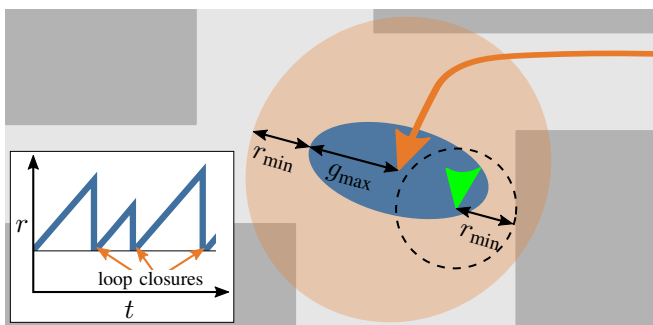 r_min
g_max
r_min
r
loop closures
t